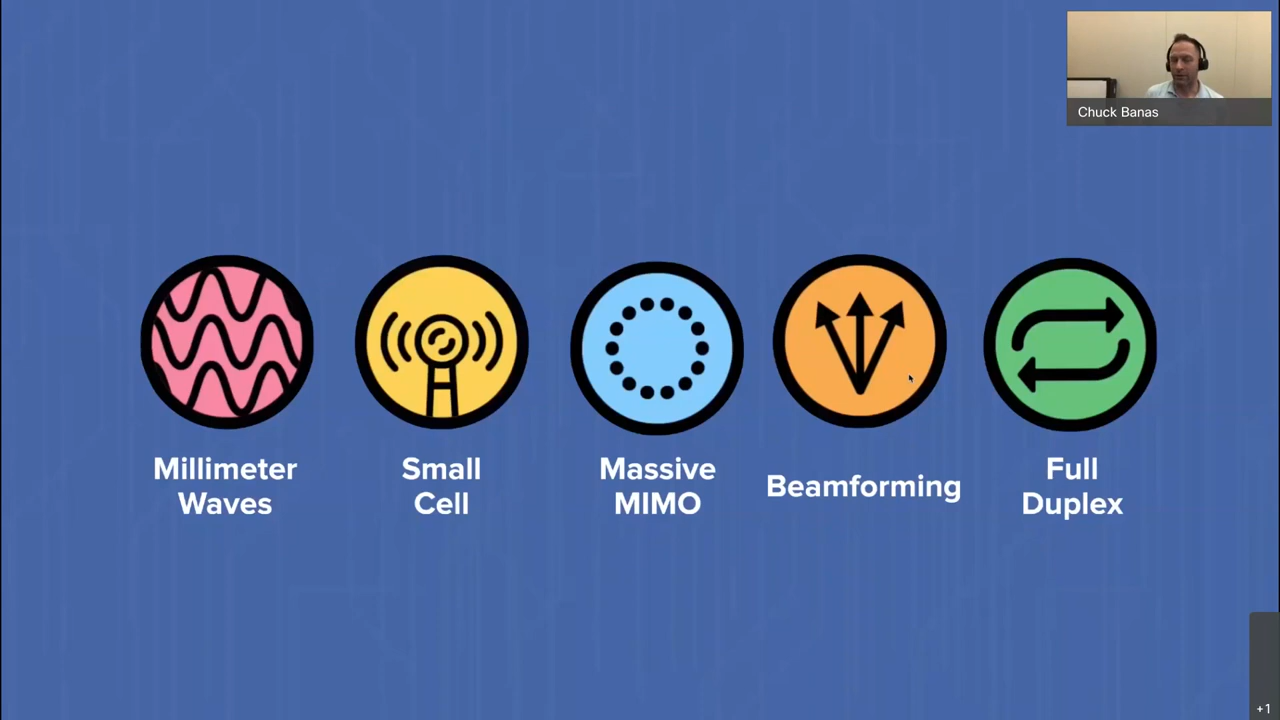 Chuck Banas
Millimeter
Waves
Small
Cell
Massive
MIMO
Beamforming
Full
Duplex
+1